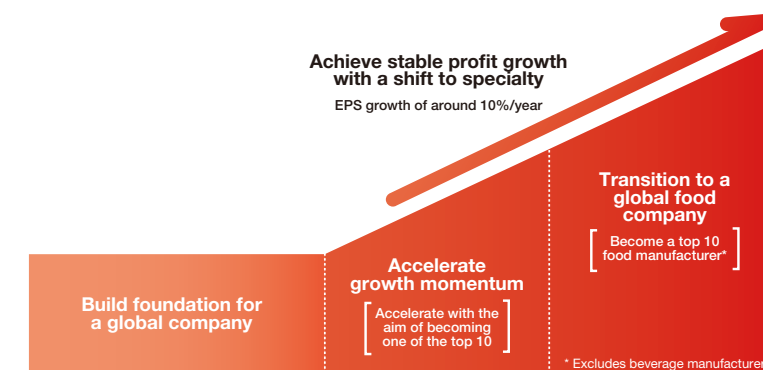 Achieve stable profit growth
with a shift to specialty
EPS growth of around 10%/year
Build foundation for
a global company
Accelerate
growth momentum
Accelerate with the
aim of becoming
one of the top 10
Transition to a
global food
company
Become a top 10
food manufacturer*
* Excludes beverage manufacturer